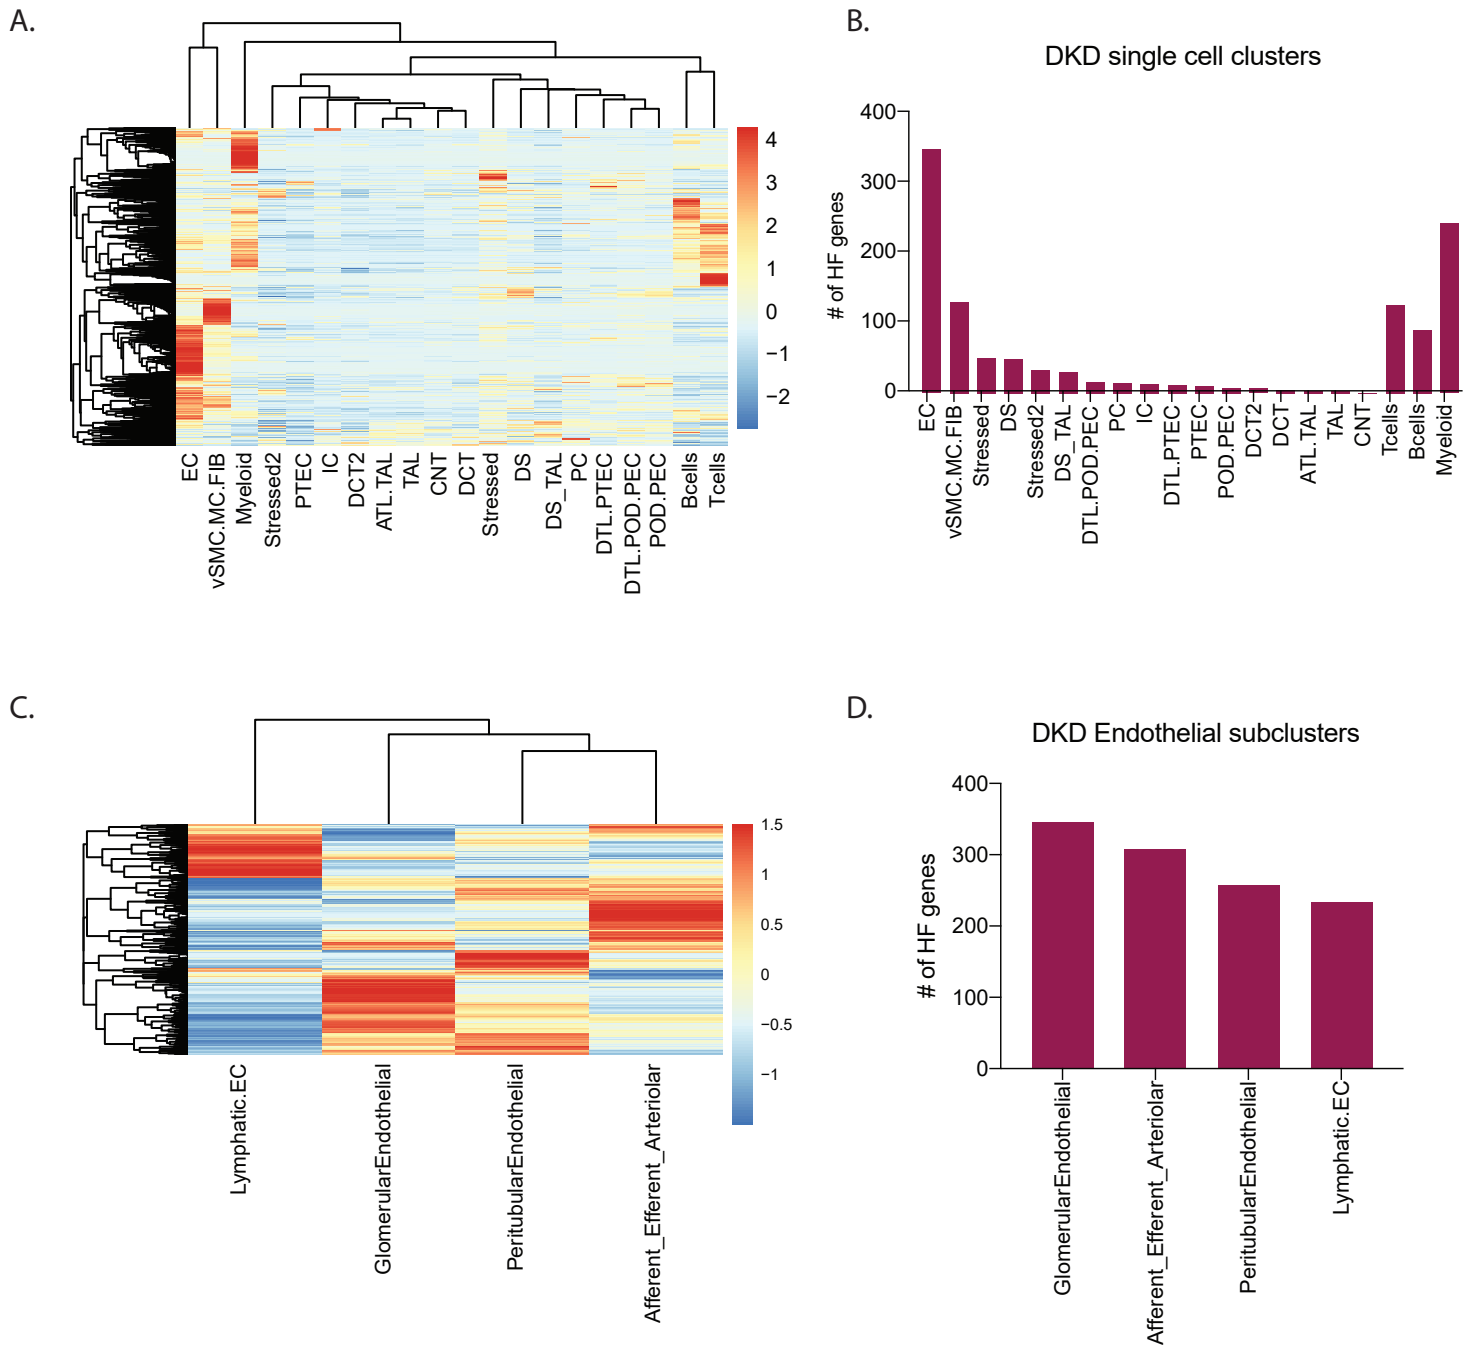 A.
4
3
2
1
0
−1
−2
EC
vSMC.MC.FIB
Myeloid
Stressed2
PTEC
IC
DCT2
ATL.TAL
TAL
CNT
DCT
Stressed
DS
DS_TAL
PC
DTL.PTEC
DTL.POD.PEC
POD.PEC
Bcells
Tcells
B.
DKD single cell clusters
# of HF genes
400
300
200
100
0
EC
vSMC.MC.FIB
Stressed
DS
Stressed2
DS_TAL
DTL.POD.PEC
PC
IC
DTL.PTEC
PTEC
POD.PEC
DCT2
DCT
ATL.TAL
TAL
CNT
Tcells
Bcells
Myeloid
C.
1.5
1
0.5
0
−0.5
−1
Lymphatic.EC
GlomerularEndothelial
PeritubularEndothelial
Afferent_Efferent_Arteriolar
D.
DKD Endothelial subclusters
# of HF genes
400
300
200
100
0
GlomerularEndothelial
Afferent_Efferent_Arteriolar
PeritubularEndothelial
Lymphatic.EC